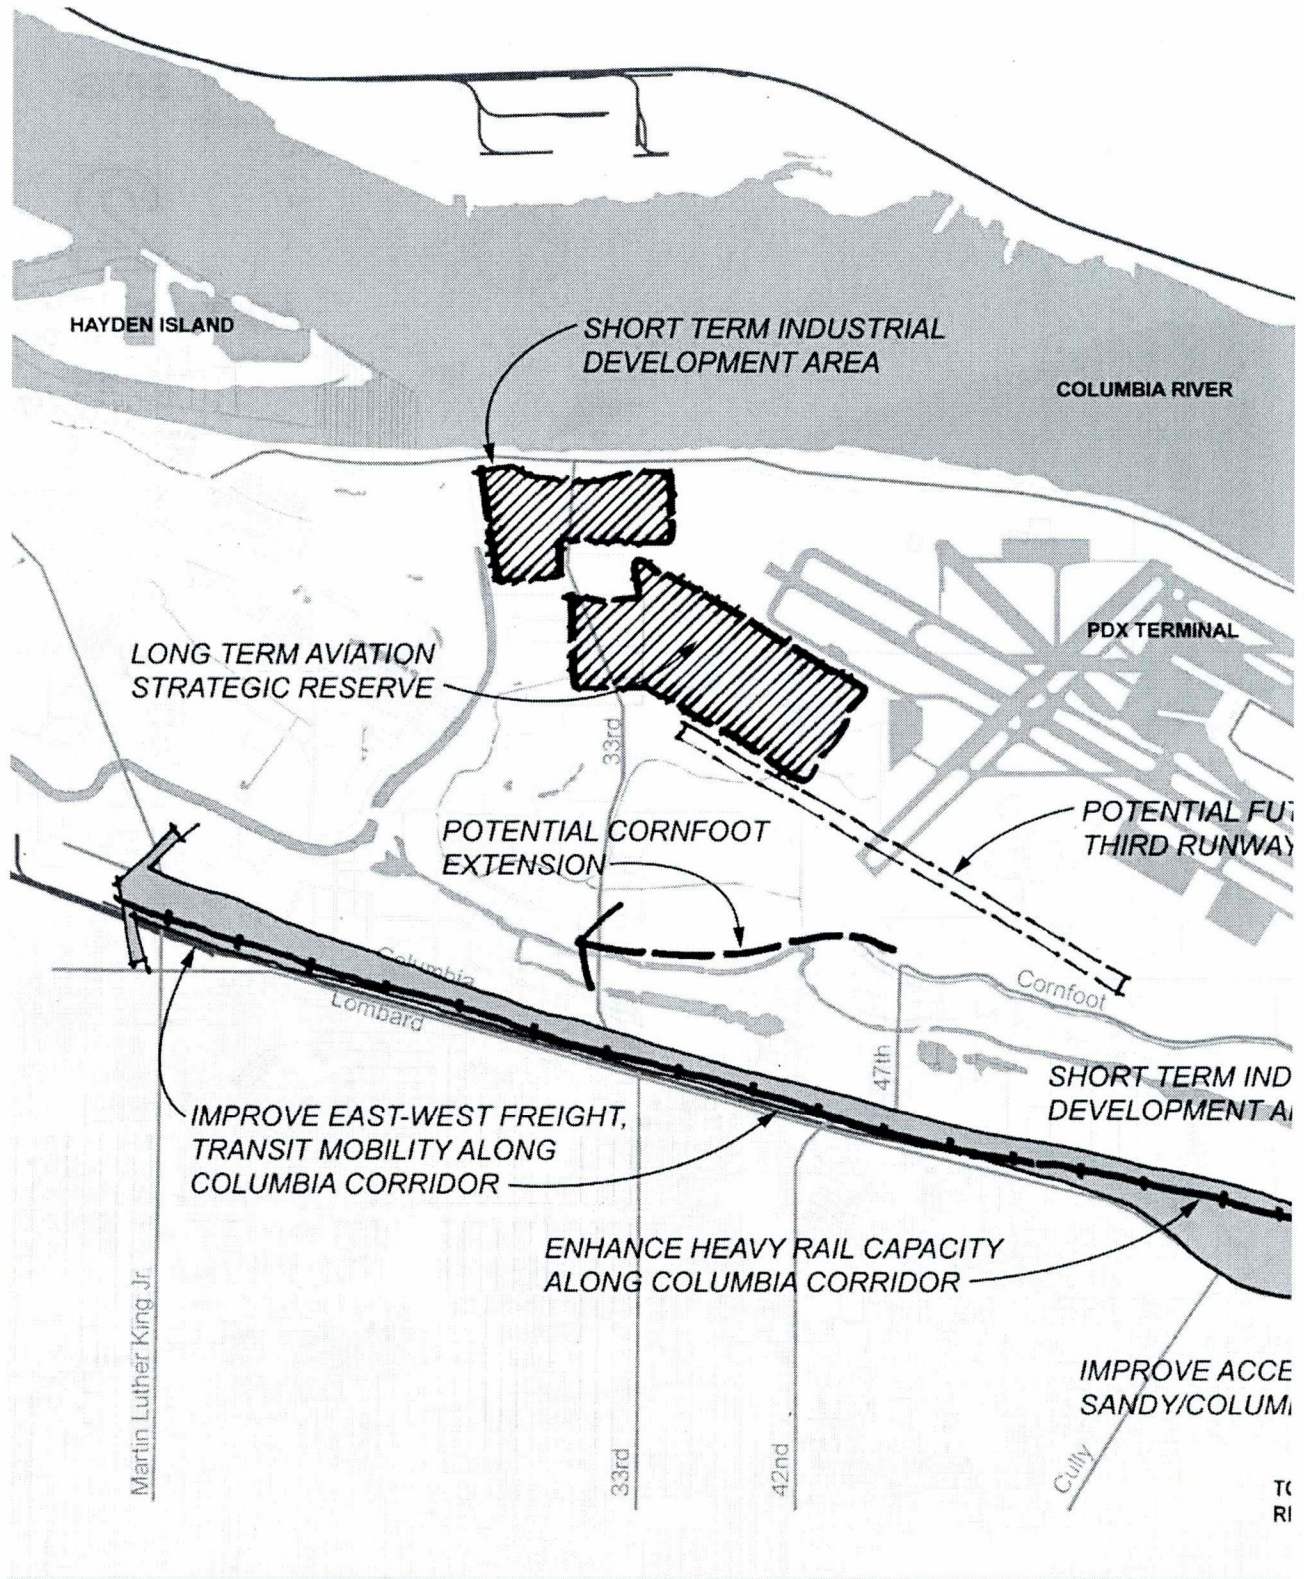 HAYDEN ISLAND
SHORT TERM INDUSTRIAL
DEVELOPMENT AREA
COLUMBIA RIVER
PDX TERMINAL
LONG TERM AVIATION
STRATEGIC RESERVE
33rd
POTENTIAL FUT
THIRD RUNWAY
POTENTIAL CORNFOOT
EXTENSION
Columbia
Lombard
Cornfoot
47th
SHORT TERM IND
DEVELOPMENT A
IMPROVE EAST-WEST FREIGHT,
TRANSIT MOBILITY ALONG
COLUMBIA CORRIDOR
ENHANCE HEAVY RAIL CAPACITY
ALONG COLUMBIA CORRIDOR
Martin Luther King Jr.
33rd
42nd
Cully
IMPROVE ACCE
SANDY/COLUM
RI